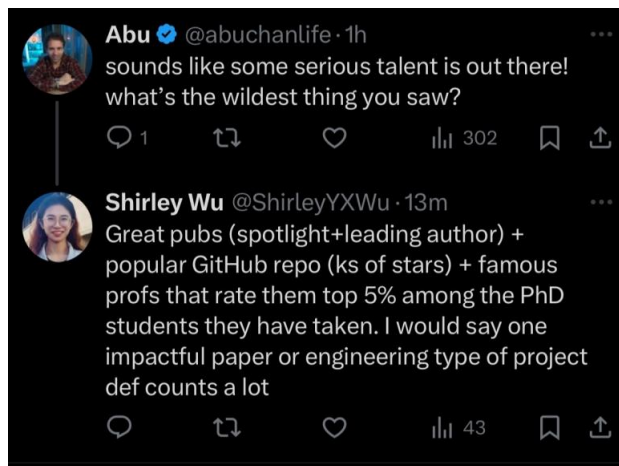 Abu @abuchanlife · 1h
sounds like some serious talent is out there!
what’s the wildest thing you saw?
1 302
Shirley Wu @ShirleyYXWu · 13m
Great pubs (spotlight+leading author) +
popular GitHub repo (ks of stars) + famous
profs that rate them top 5% among the PhD
students they have taken. I would say one
impactful paper or engineering type of project
def counts a lot
43